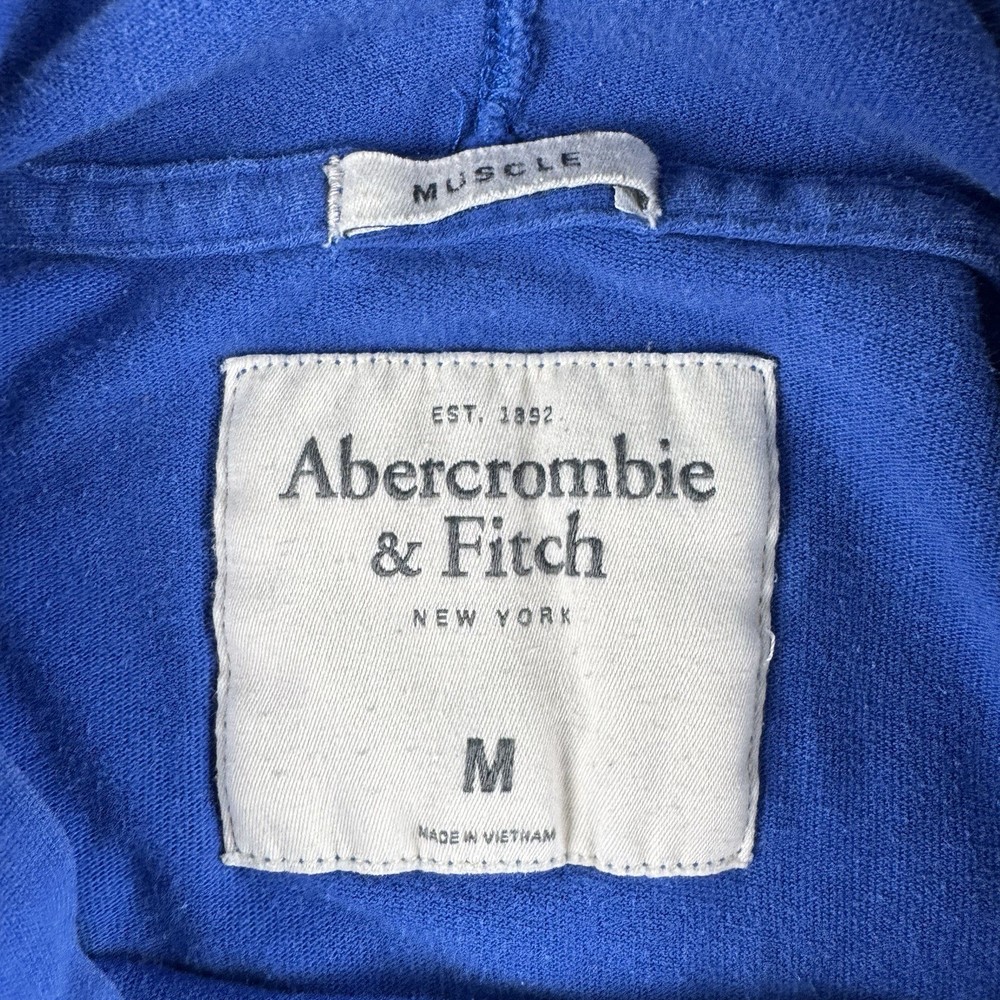 MUSCLE
EST. 1892
Abercrombie
& Fitch
NEW YORK
M
MADE IN VIETNAM